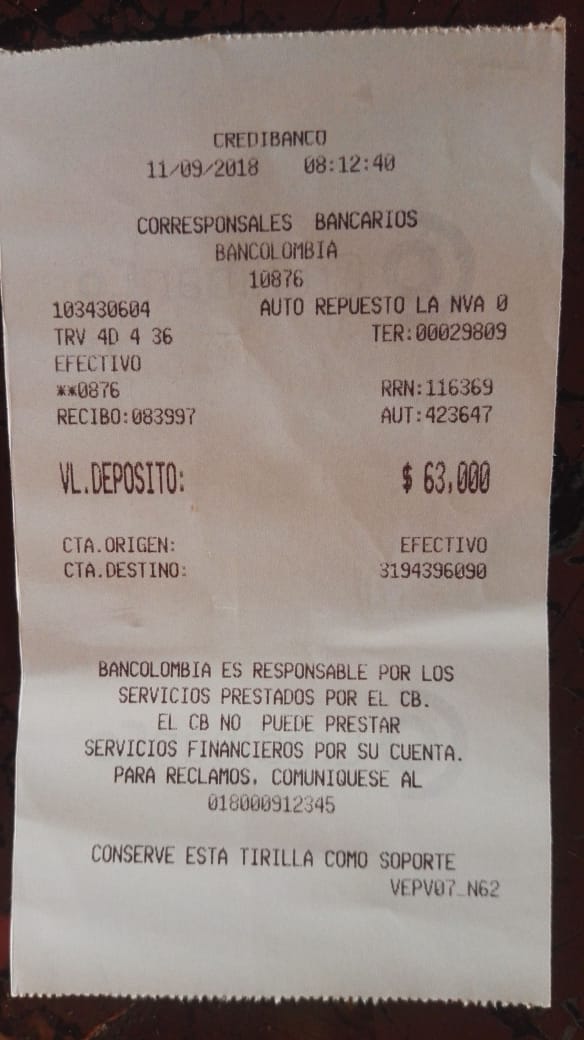 CREDIBANCO
11/09/2018 08:12:40
CORRESPONSALES BANCARIOS
BANCOLOMBIA
10876
103430604 AUTO REPUESTO LA NVA 0
TRV 4D 4 36 TER:00029809
EFECTIVO
**0876 RRN:116369
RECIBO:083997 AUT:423647
VL.DEPOSITO: $ 63,000
CTA.ORIGEN: EFECTIVO
CTA.DESTINO: 3194396090
BANCOLOMBIA ES RESPONSABLE POR LOS
SERVICIOS PRESTADOS POR EL CB.
EL CB NO PUEDE PRESTAR
SERVICIOS FINANCIEROS POR SU CUENTA.
PARA RECLAMOS, COMUNIQUESE AL
018000912345
CONSERVE ESTA TIRILLA COMO SOPORTE
VEPV07_N62